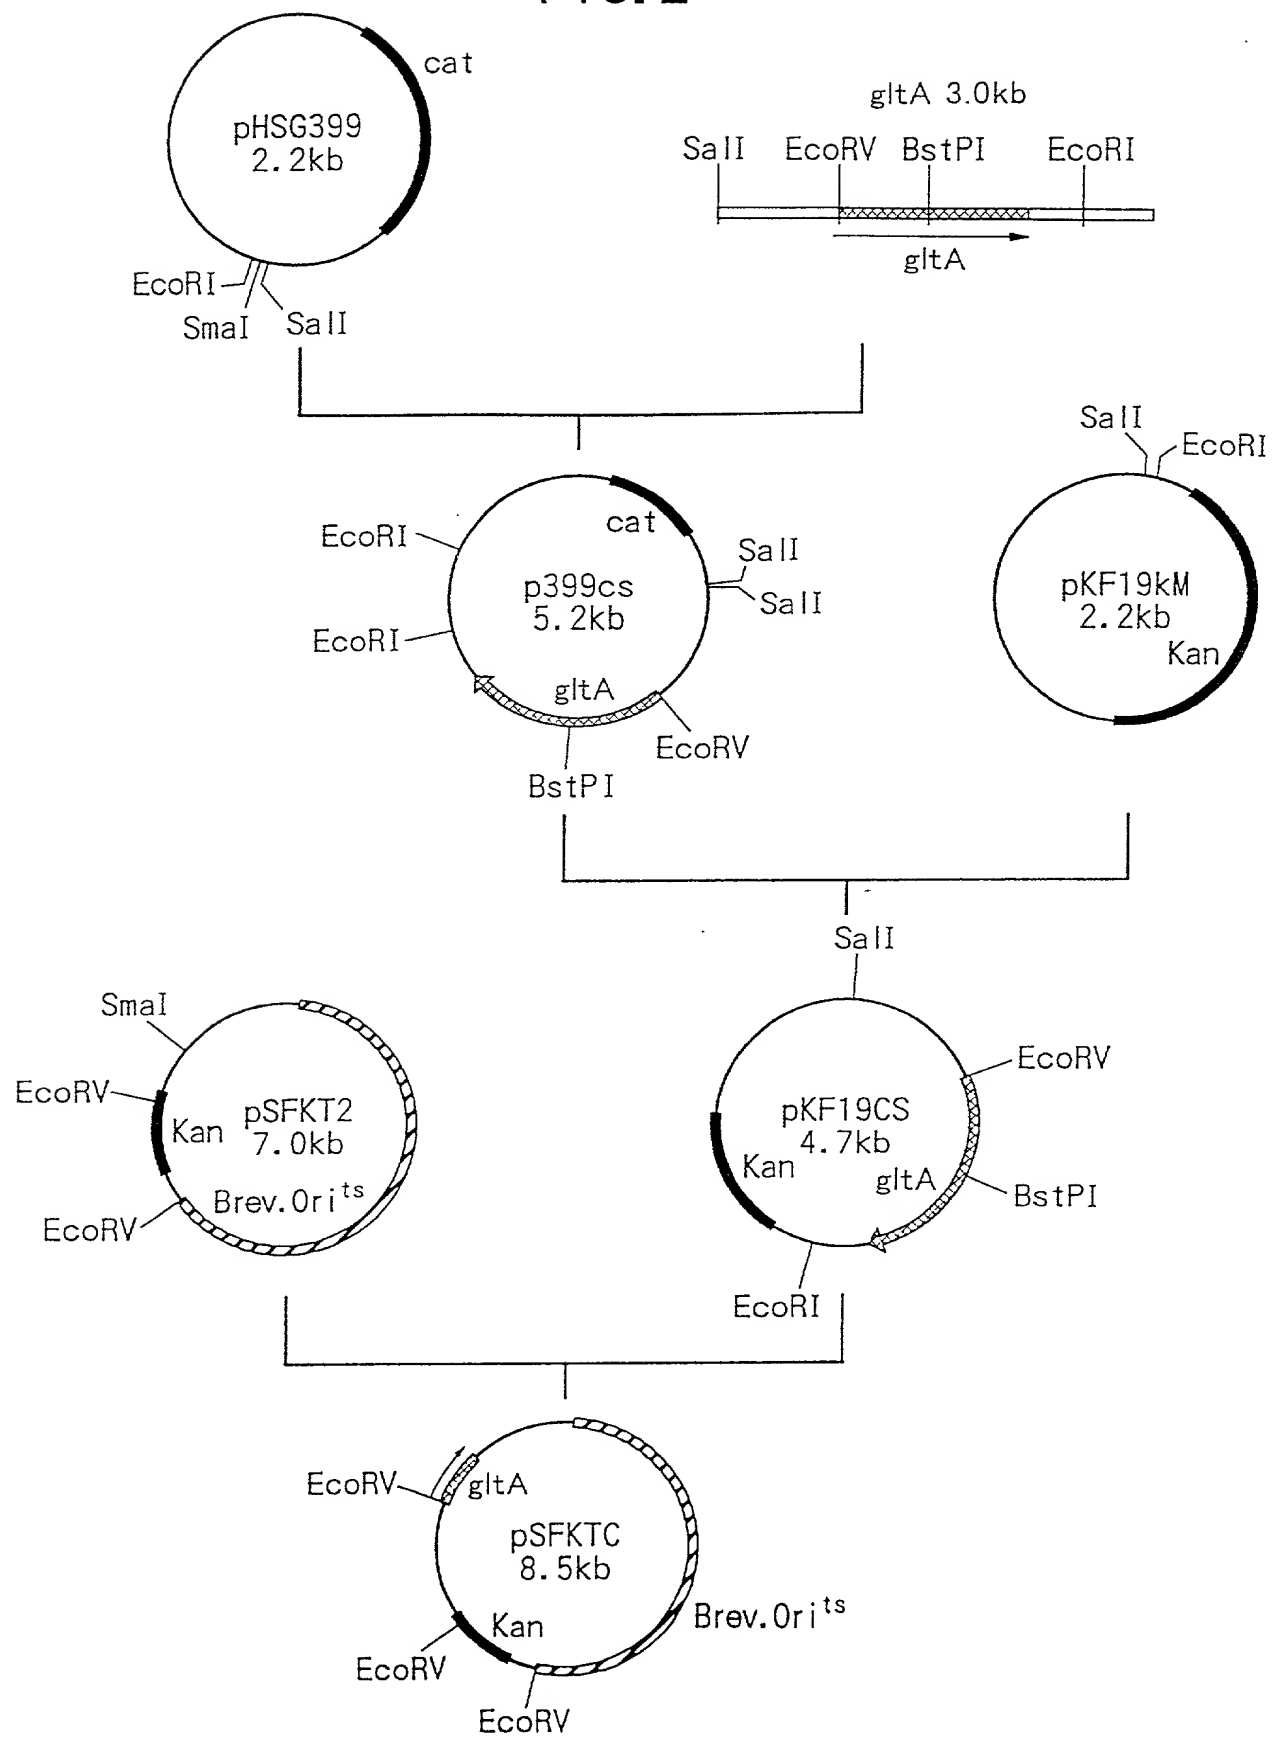 FIG. 2
cat
pHSG399
2.2kb
EcoRI
SmaI
SalI
gltA 3.0kb
SalI EcoRV BstPI EcoRI
gltA
cat
EcoRI
SalI
p399cs
5.2kb
SalI
EcoRI
gltA
EcoRV
BstPI
SalI
EcoRI
pKF19kM
2.2kb
Kan
SmaI
EcoRV
pSFKT2
Kan
7.0kb
Brev.Ori^ts
EcoRV
SalI
EcoRV
pKF19CS
4.7kb
Kan
gltA
BstPI
EcoRI
EcoRV
gltA
pSFKTC
8.5kb
Brev.Ori^ts
Kan
EcoRV
EcoRV